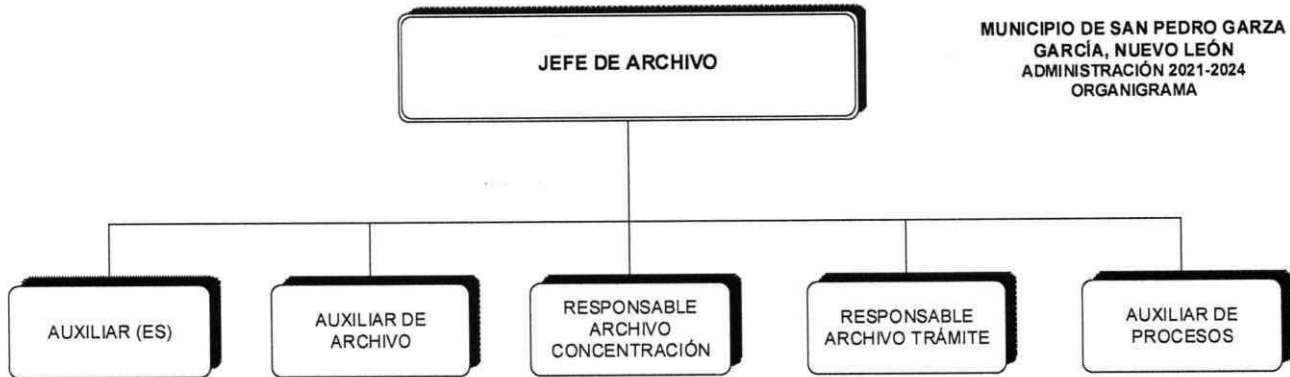 JEFE DE ARCHIVO
MUNICIPIO DE SAN PEDRO GARZA
GARCÍA, NUEVO LEÓN
ADMINISTRACIÓN 2021-2024
ORGANIGRAMA
AUXILIAR (ES)
AUXILIAR DE
ARCHIVO
RESPONSABLE
ARCHIVO
CONCENTRACIÓN
RESPONSABLE
ARCHIVO TRÁMITE
AUXILIAR DE
PROCESOS